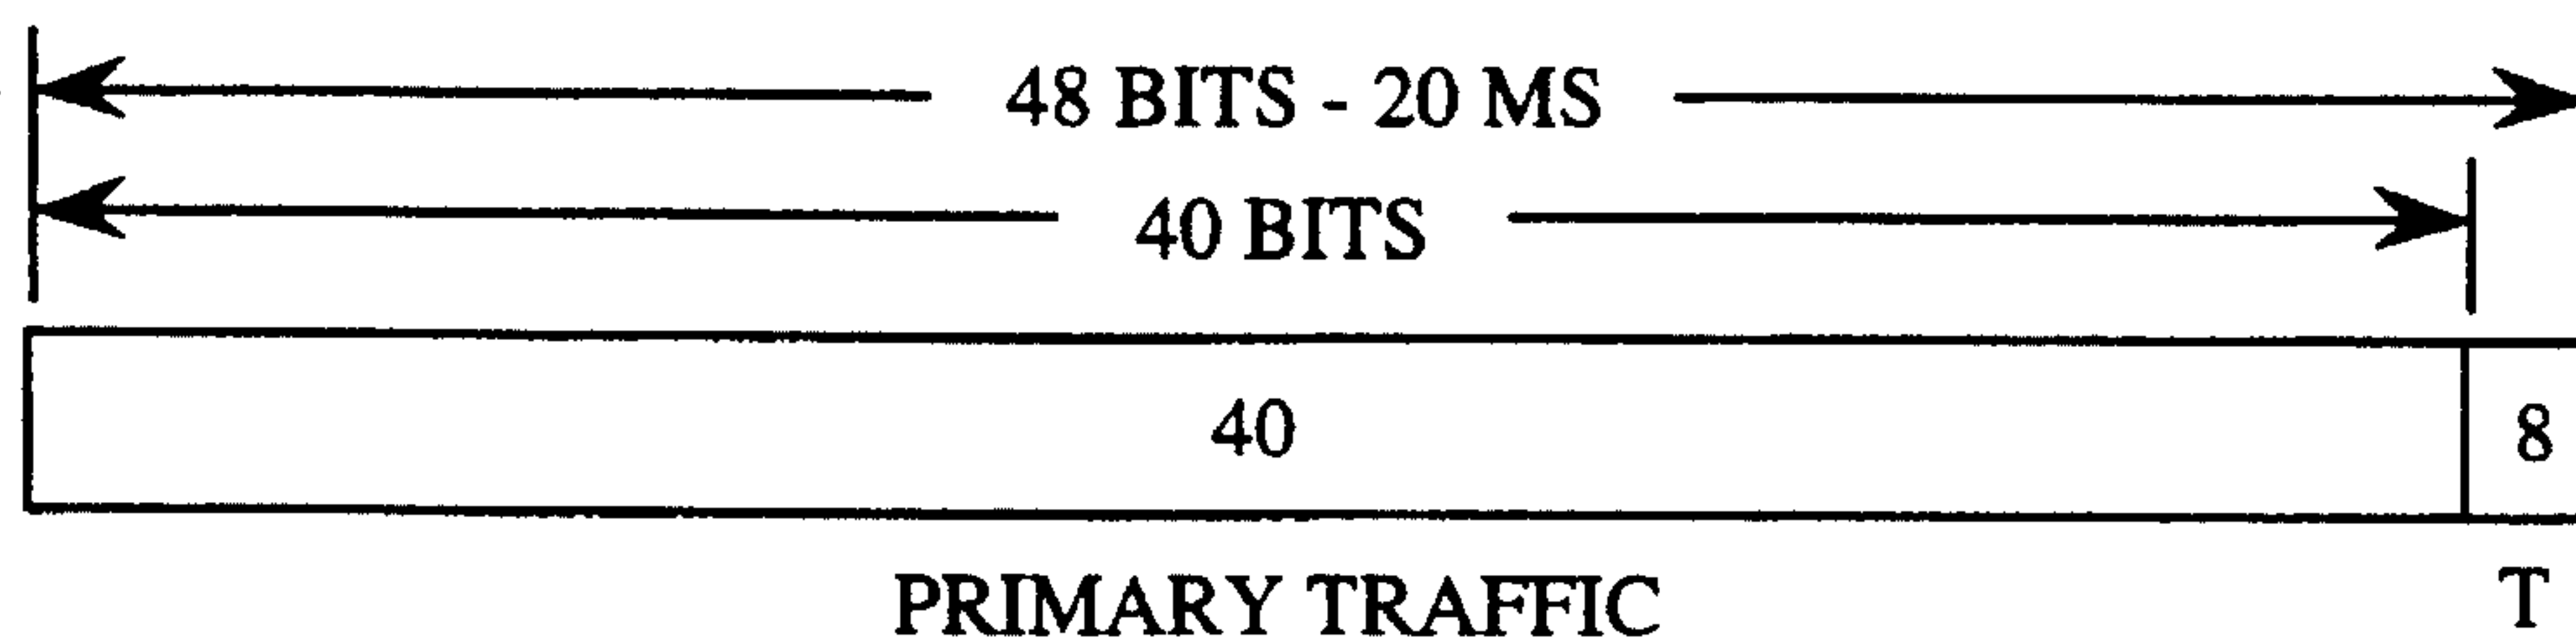 48 BITS - 20 MS
40 BITS
40
8
PRIMARY TRAFFIC
T